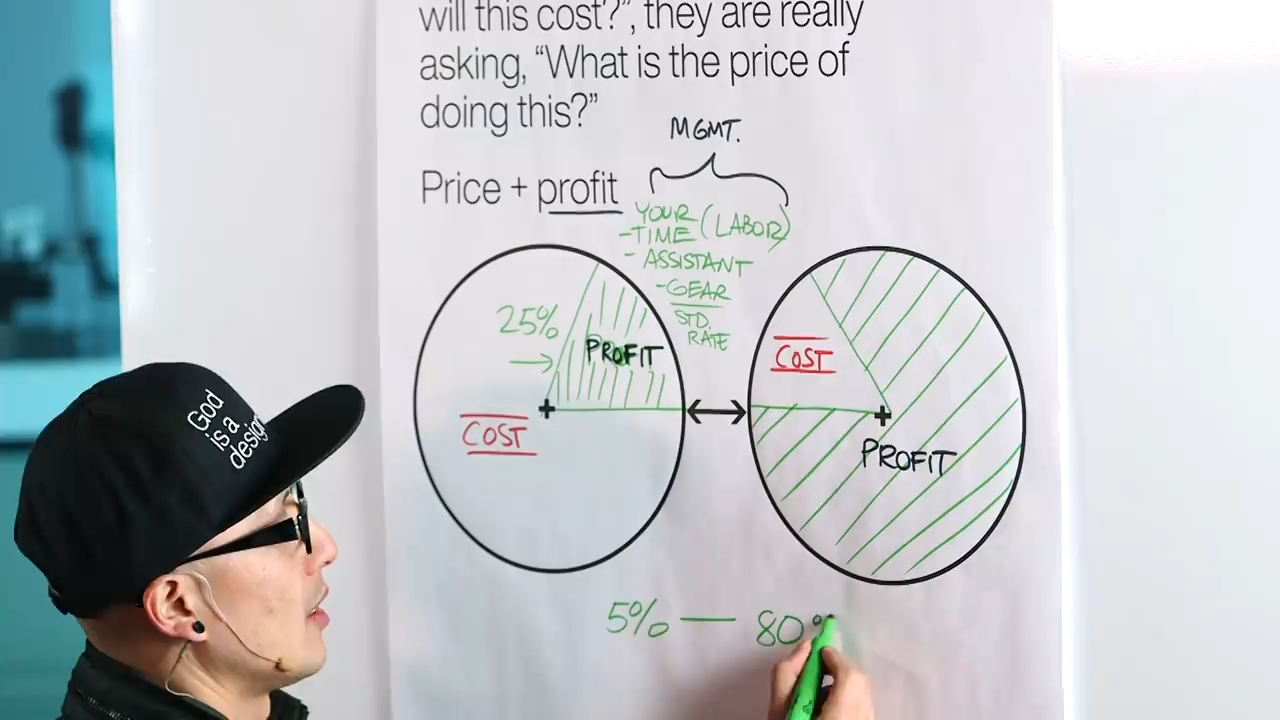 will this cost?”, they are really
asking, “What is the price of
doing this?”
MGMT.
Price + profit
YOUR
-TIME (LABOR)
- ASSISTANT
-GEAR
STD.
RATE
25%
PROFIT
COST
COST
PROFIT
5% — 80%
God
is a
design